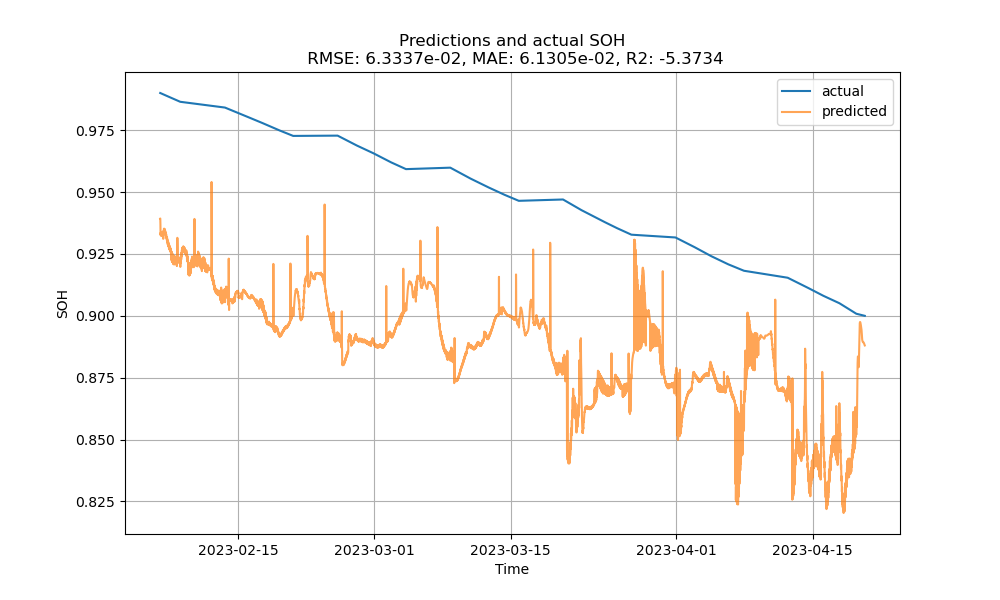 Predictions and actual SOH
RMSE: 6.3337e-02, MAE: 6.1305e-02, R2: -5.3734
actual
predicted
0.975
0.950
0.925
0.900
0.875
0.850
0.825
SOH
2023-02-15
2023-03-01
2023-03-15
2023-04-01
2023-04-15
Time